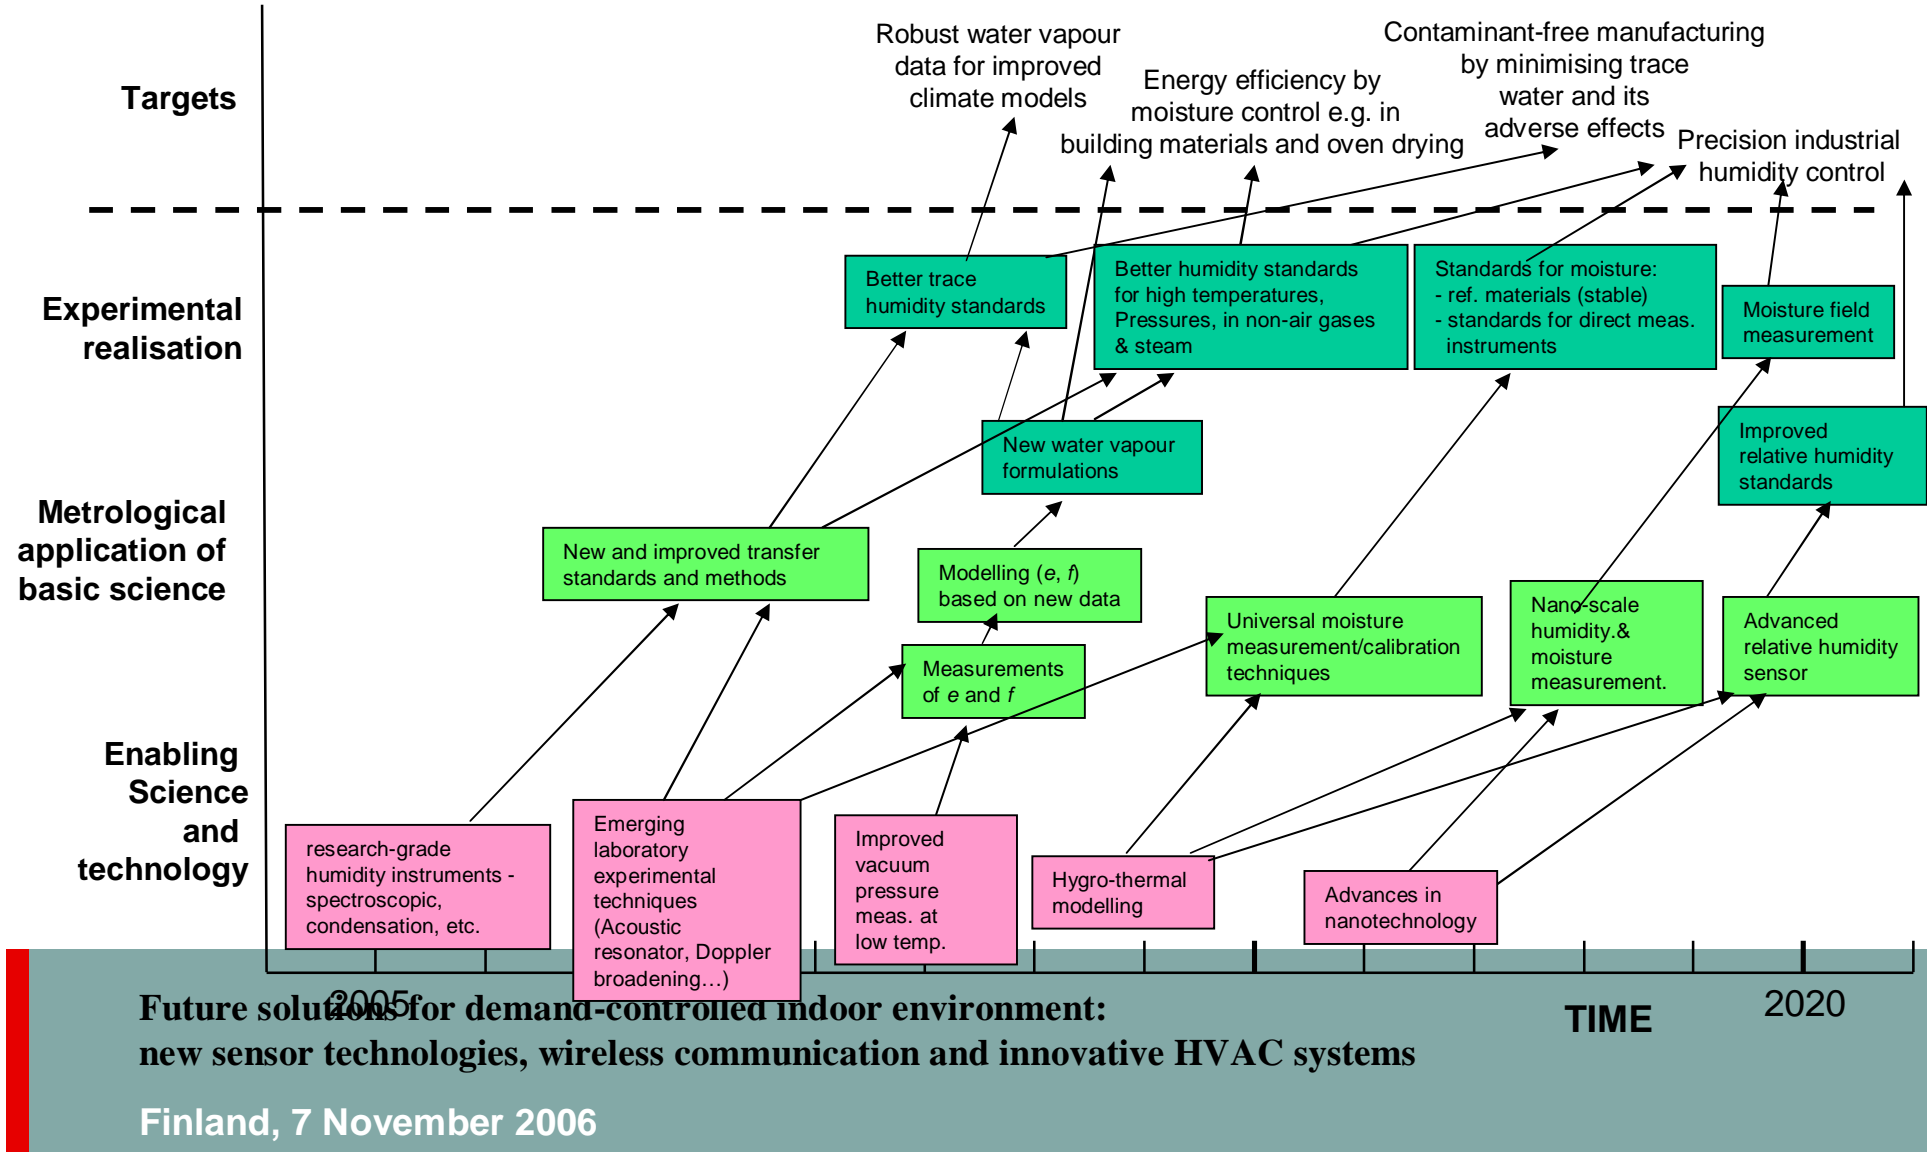 Targets
Robust water vapour
data for improved
climate models
Energy efficiency by
moisture control e.g. in
building materials and oven drying
Contaminant-free manufacturing
by minimising trace
water and its
adverse effects
Precision industrial
humidity control
Experimental
realisation
Better trace
humidity standards
Better humidity standards
for high temperatures,
Pressures, in non-air gases
& steam
Standards for moisture:
- ref. materials (stable)
- standards for direct meas.
instruments
Moisture field
measurement
New water vapour
formulations
Improved
relative humidity
standards
Metrological
application of
basic science
New and improved transfer
standards and methods
Modelling (e, f)
based on new data
Measurements
of e and f
Universal moisture
measurement/calibration
techniques
Nano-scale
humidity.&
moisture
measurement.
Advanced
relative humidity
sensor
Enabling
Science
and
technology
research-grade
humidity instruments -
spectroscopic,
condensation, etc.
Emerging
laboratory
experimental
techniques
(Acoustic
resonator, Doppler
broadening…)
Improved
vacuum
pressure
meas. at
low temp.
Hygro-thermal
modelling
Advances in
nanotechnology
2005
TIME
2020
Future solutions for demand-controlled indoor environment:
new sensor technologies, wireless communication and innovative HVAC systems
Finland, 7 November 2006